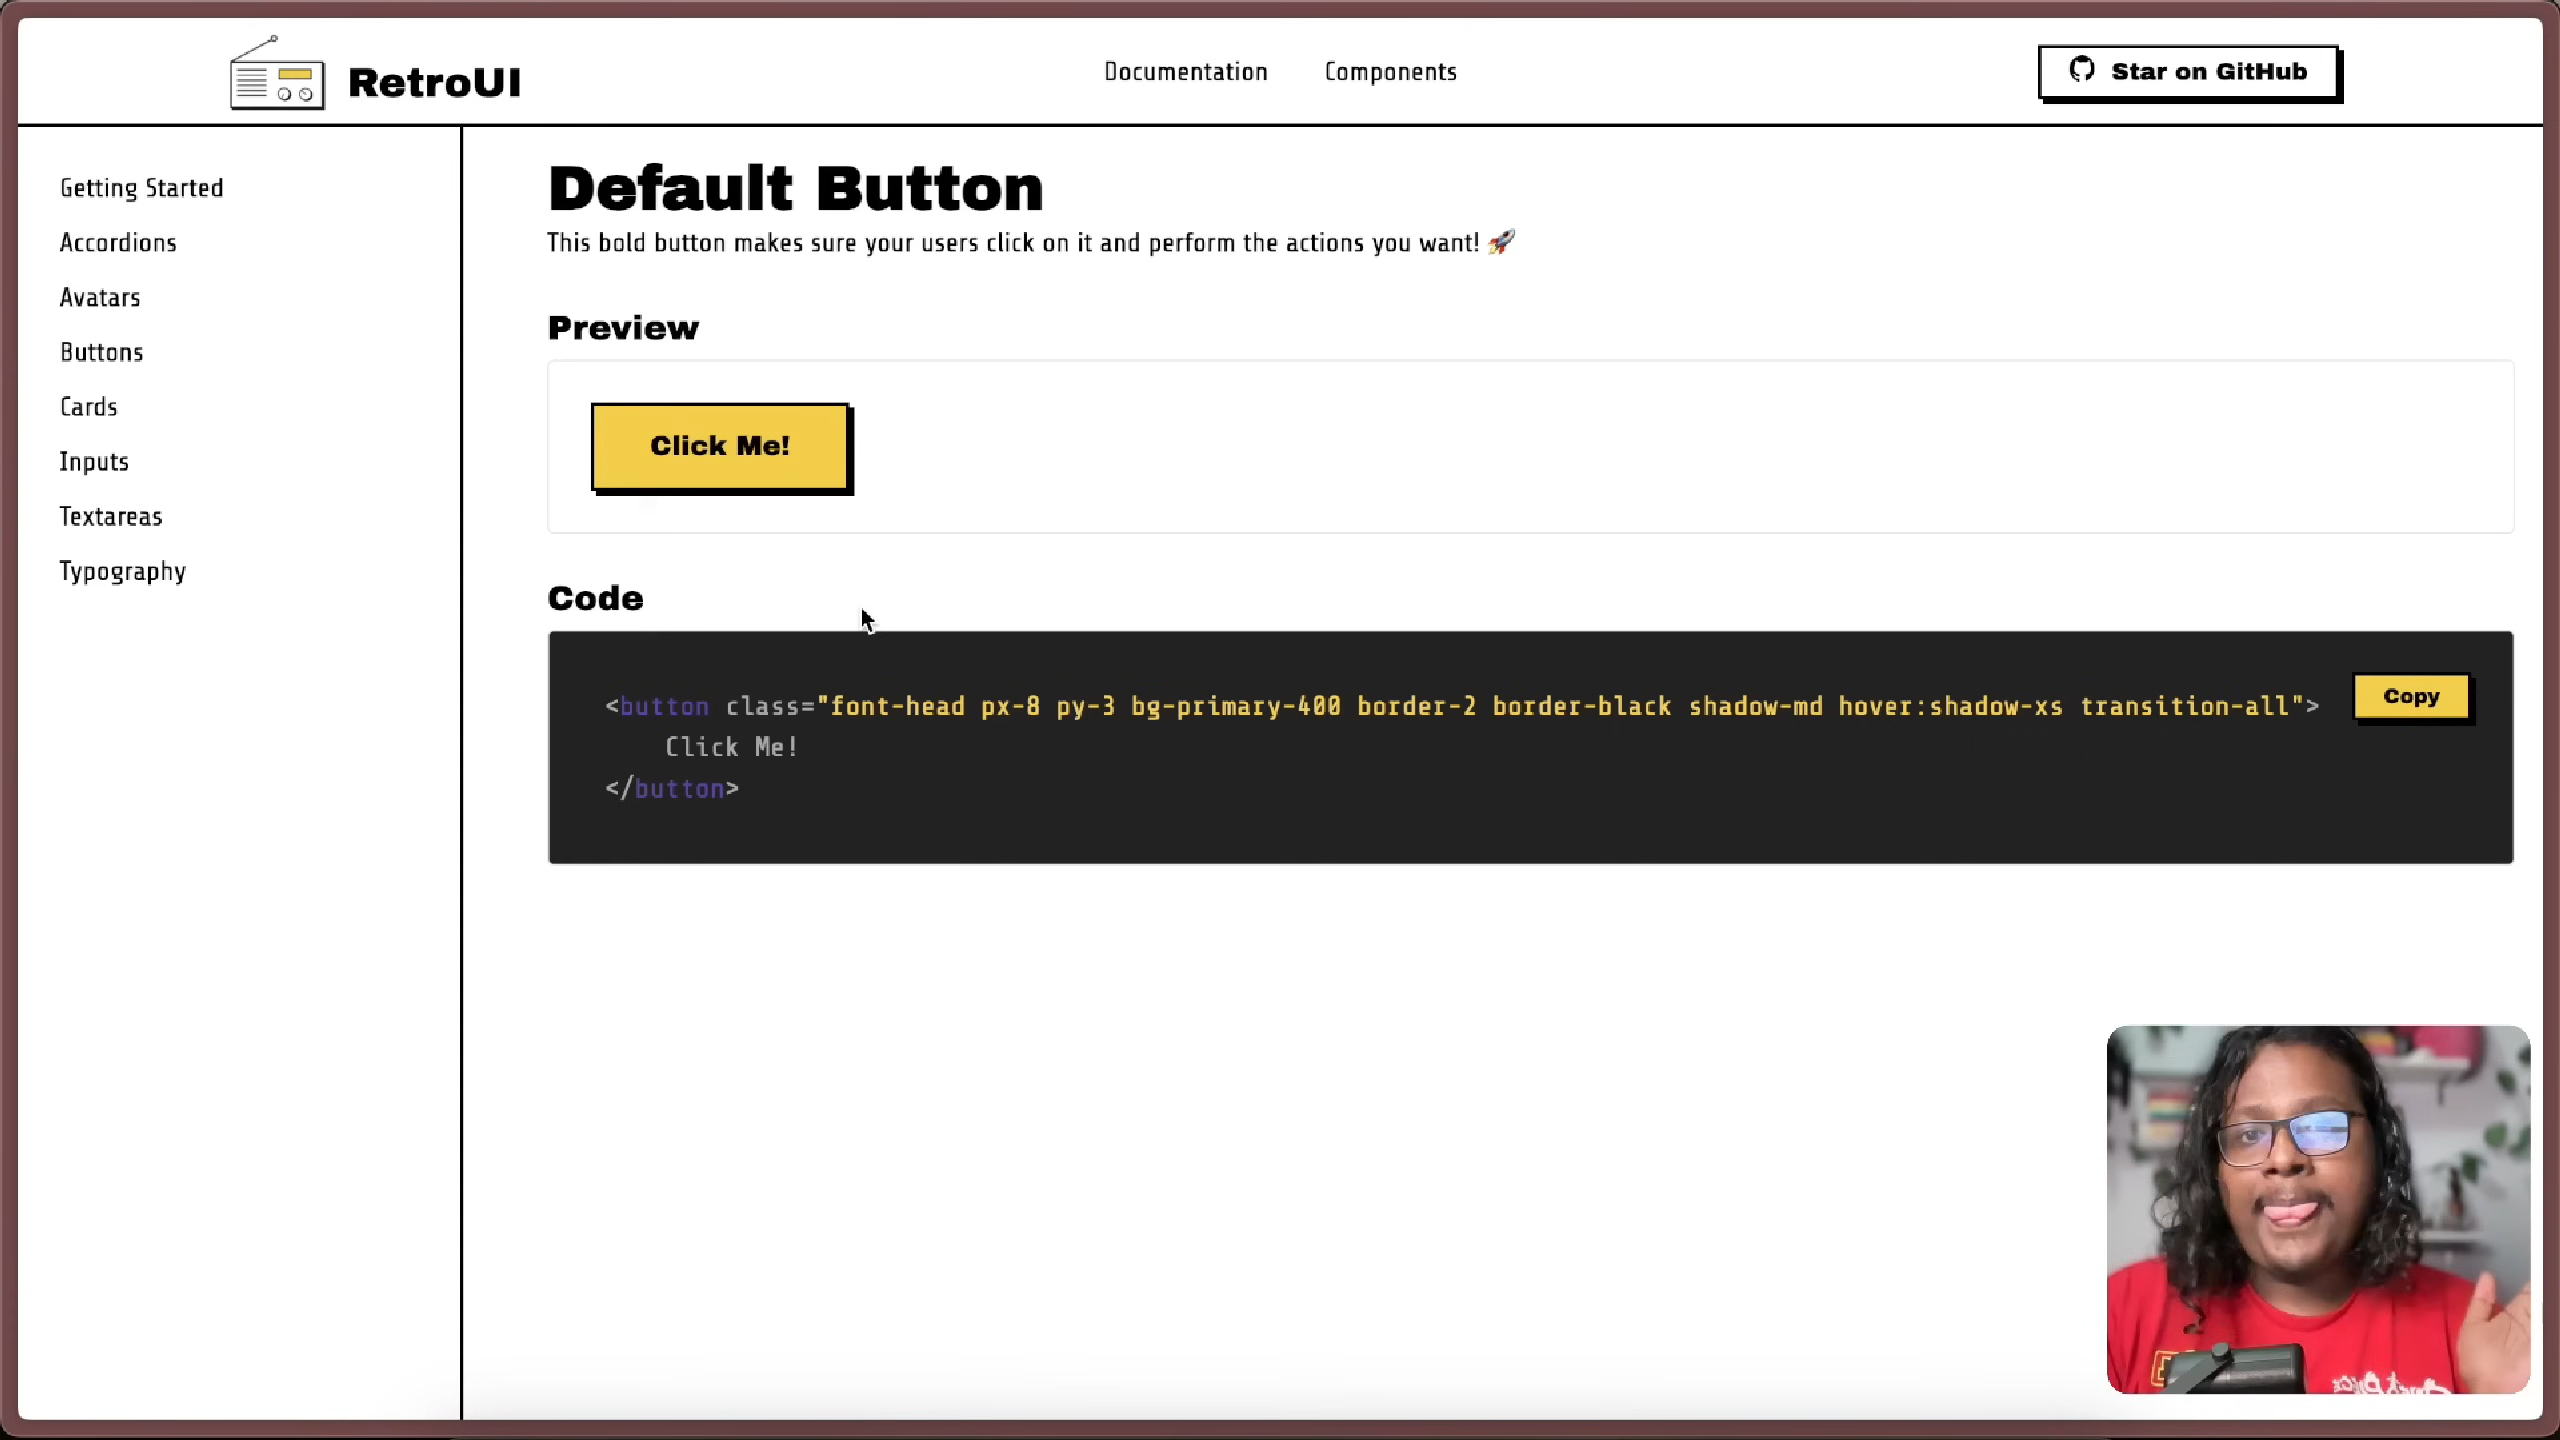 RetroUI
Documentation
Components
Star on GitHub
Getting Started
Accordions
Avatars
Buttons
Cards
Inputs
Textareas
Typography
Default Button
This bold button makes sure your users click on it and perform the actions you want! 🚀
Preview
Click Me!
Code
<button class="font-head px-8 py-3 bg-primary-400 border-2 border-black shadow-md hover:shadow-xs transition-all">
Copy
Click Me!
</button>